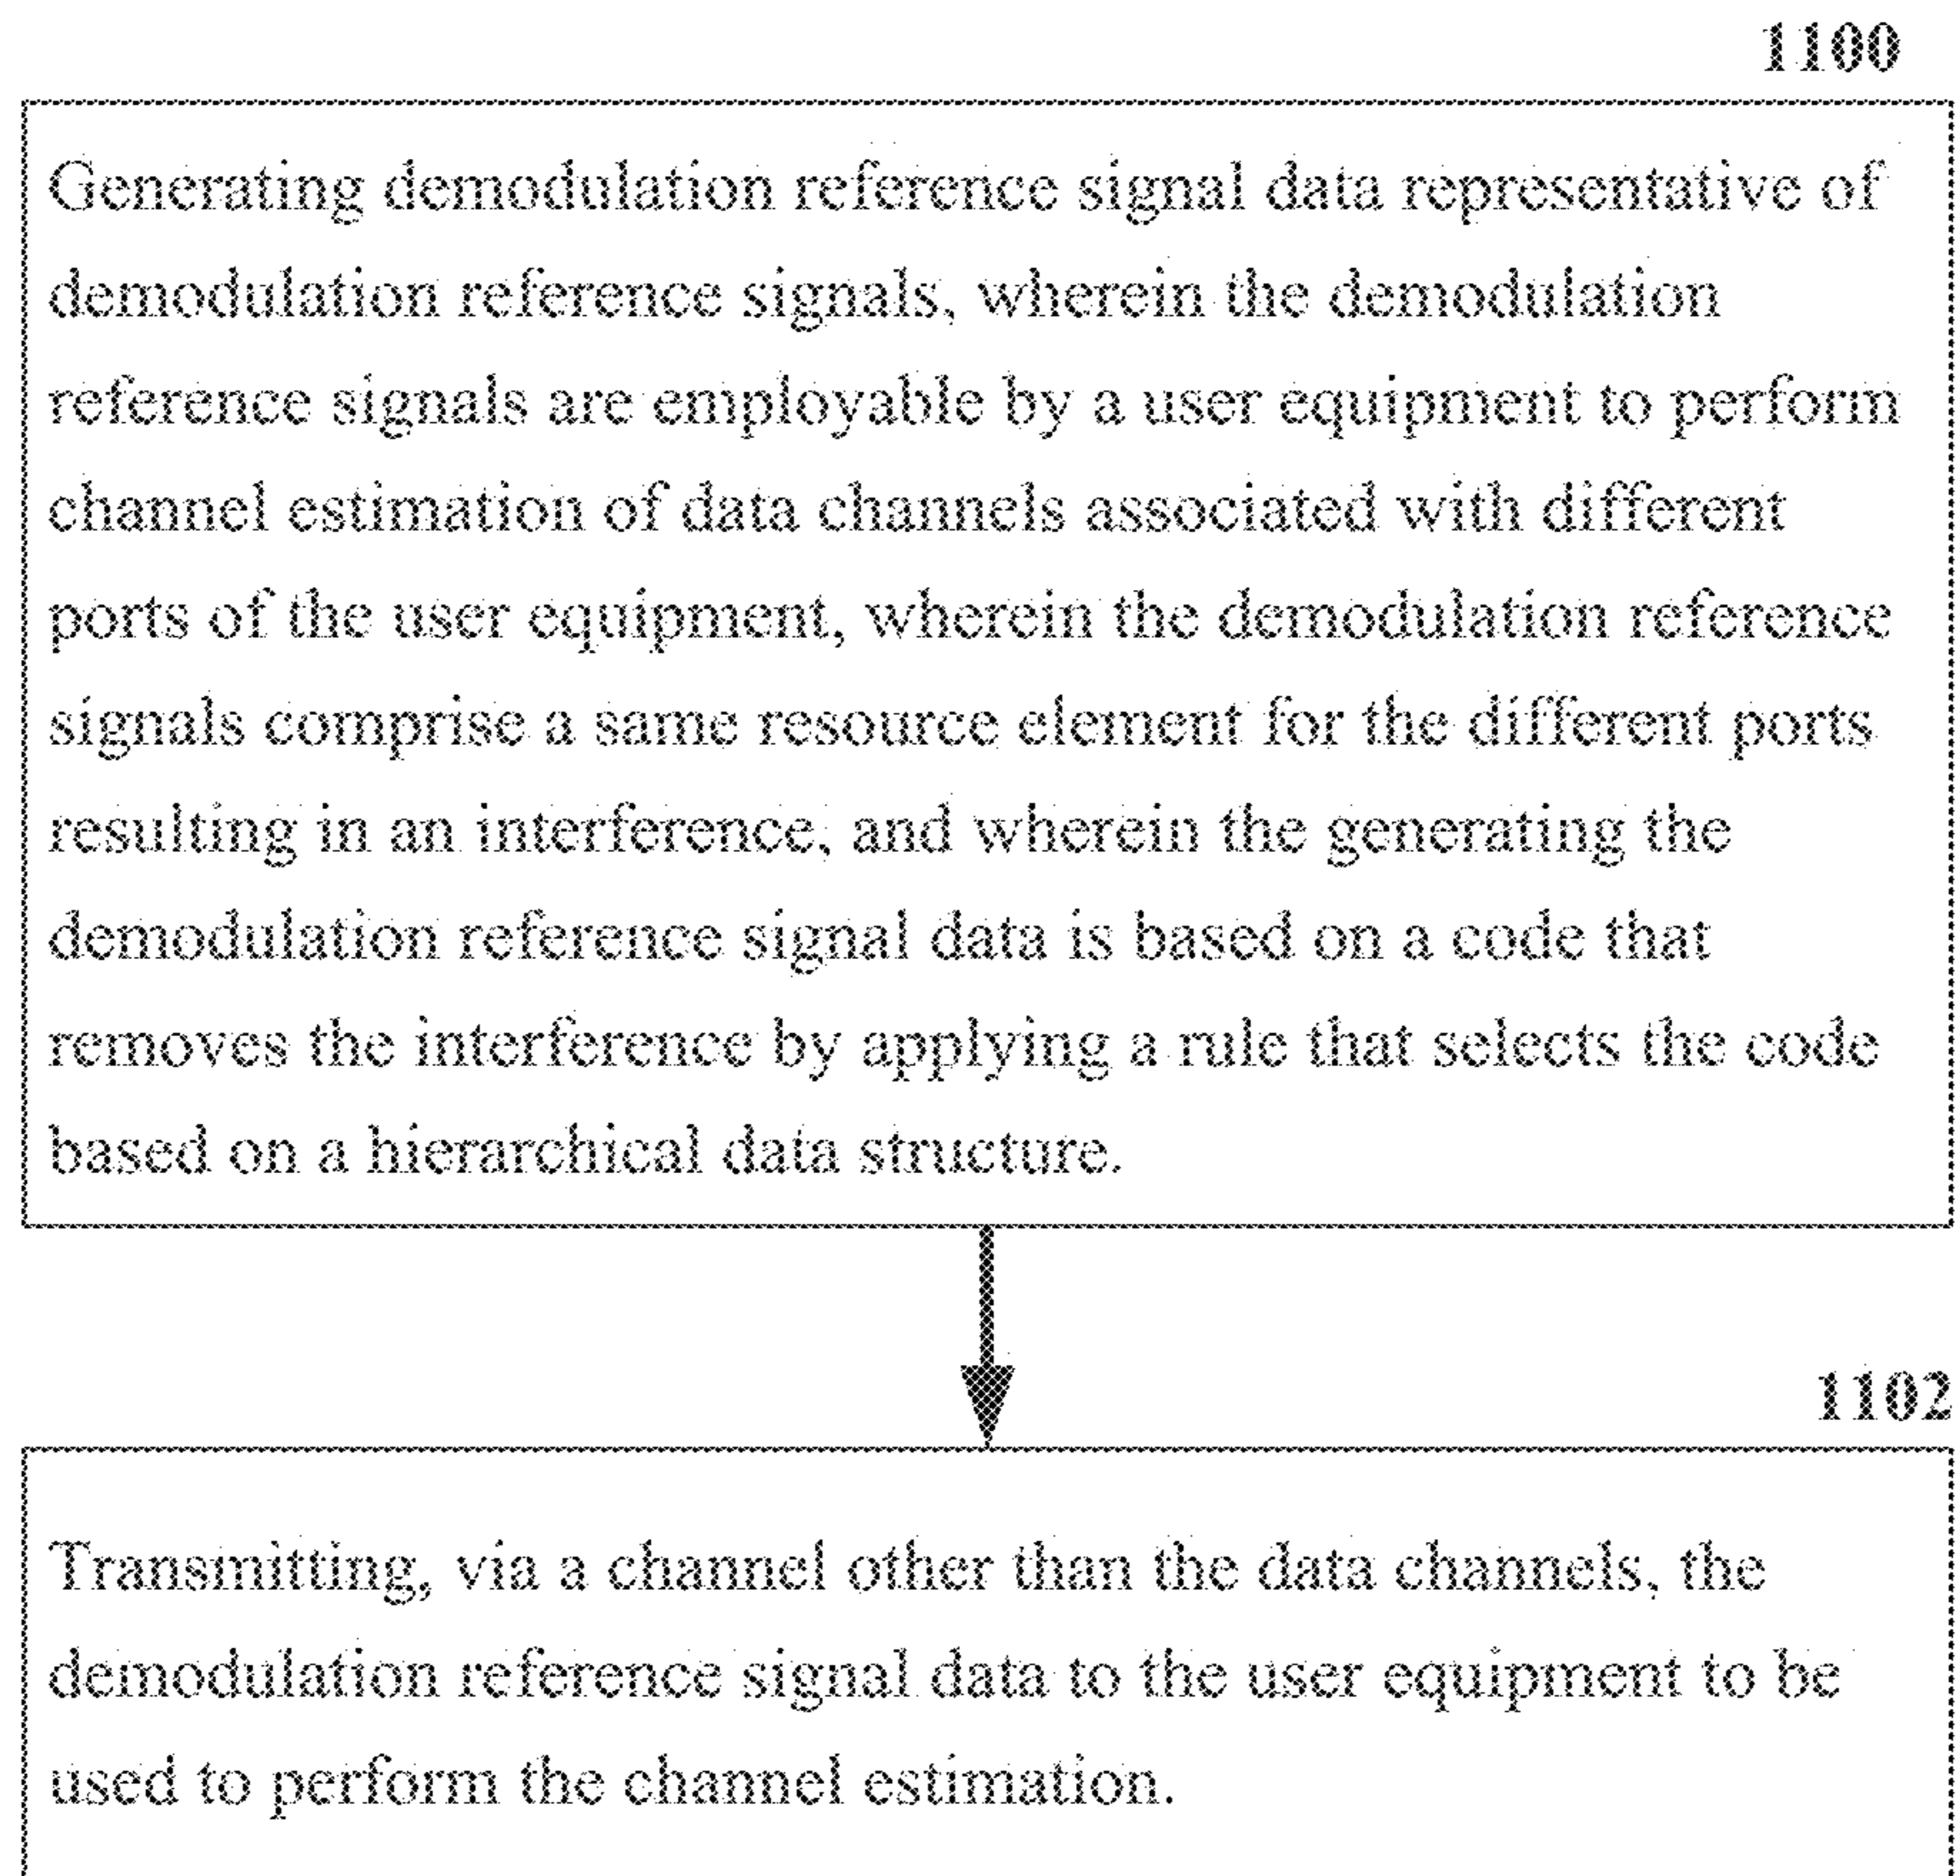 1100
Generating demodulation reference signal data representative of
demodulation reference signals, wherein the demodulation
reference signals are employable by a user equipment to perform
channel estimation of data channels associated with different
ports of the user equipment, wherein the demodulation reference
signals comprise a same resource element for the different ports
resulting in an interference, and wherein the generating the
demodulation reference signal data is based on a code that
removes the interference by applying a rule that selects the code
based on a hierarchical data structure.
1102
Transmitting, via a channel other than the data channels, the
demodulation reference signal data to the user equipment to be
used to perform the channel estimation.